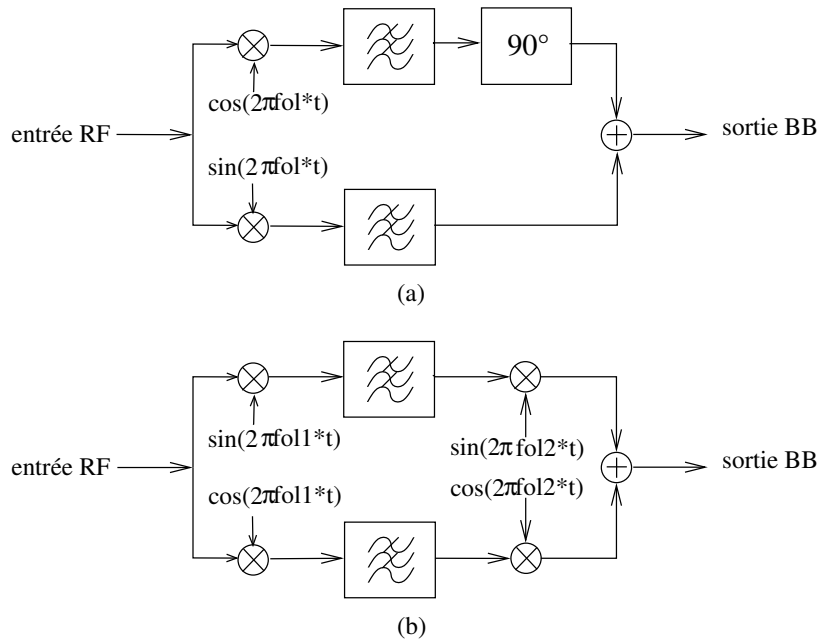 90°
cos(2πfol*t)
entrée RF
sortie BB
sin(2πfol*t)
(a)
sin(2πfol1*t)
sin(2πfol2*t)
entrée RF
sortie BB
cos(2πfol1*t)
cos(2πfol2*t)
(b)